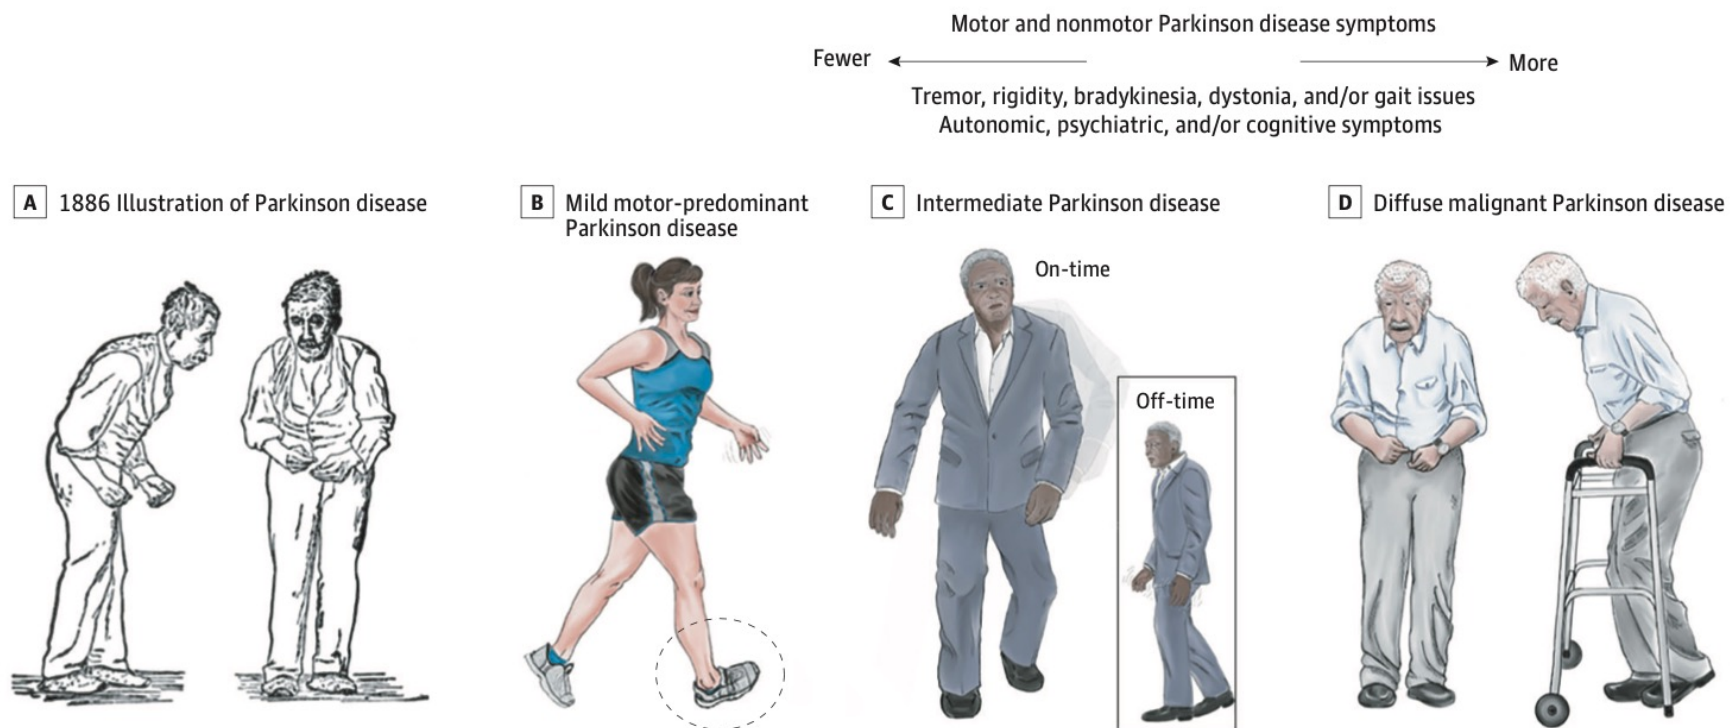 Motor and nonmotor Parkinson disease symptoms
Fewer
More
Tremor, rigidity, bradykinesia, dystonia, and/or gait issues
Autonomic, psychiatric, and/or cognitive symptoms
A 1886 Illustration of Parkinson disease
B Mild motor-predominant
Parkinson disease
C Intermediate Parkinson disease
On-time
Off-time
D Diffuse malignant Parkinson disease